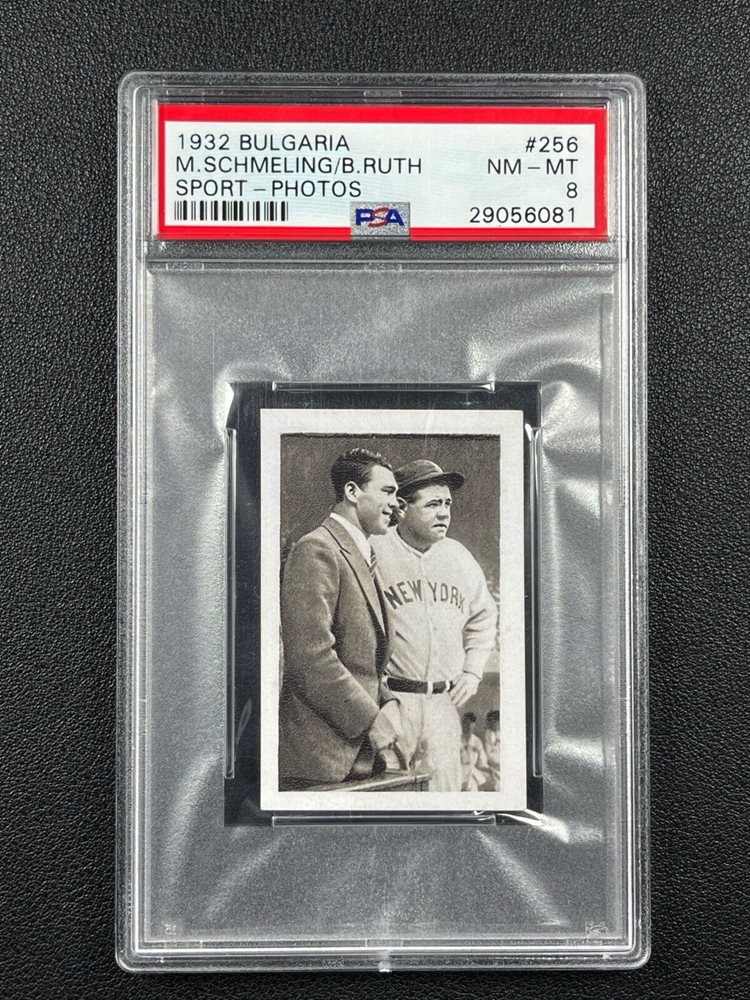 1932 BULGARIA #256
M.SCHMELING/B.RUTH NM-MT
SPORT-PHOTOS 8
PSA 29056081
NEW YORK